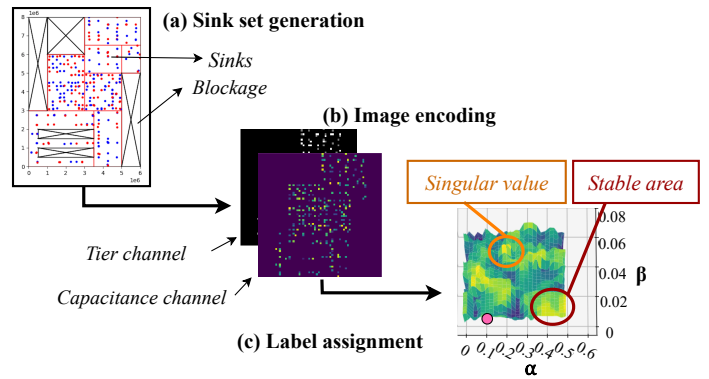 (a) Sink set generation
1e6
8
7
6
5
4
3
2
1
0
0 1 2 3 4 5 6
1e6
Sinks
Blockage
(b) Image encoding
Tier channel
Capacitance channel
Singular value
Stable area
0.08
0.06
0.04
0.02
0
β
0 0.1 0.2 0.3 0.4 0.5 0.6
α
(c) Label assignment